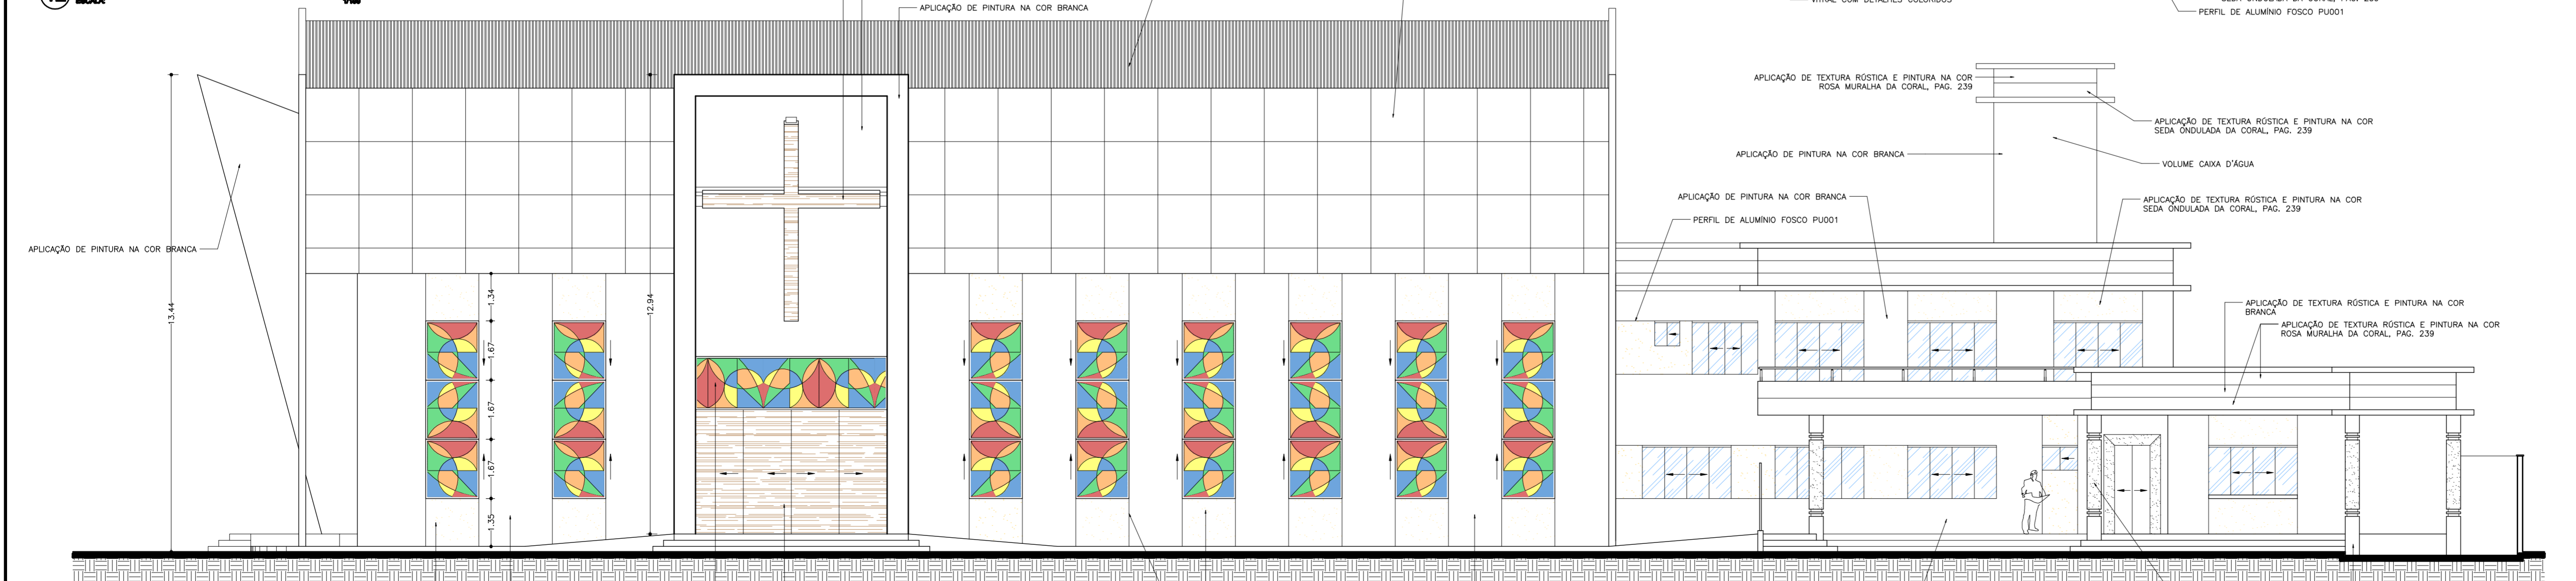 APLICAÇÃO DE PINTURA NA COR BRANCA
VITRAL COM DETALHES COLORIDOS
PERFIL DE ALUMÍNIO FOSCO PU001
APLICAÇÃO DE TEXTURA RÚSTICA E PINTURA NA COR
ROSA MURALHA DA CORAL, PAG. 239
APLICAÇÃO DE TEXTURA RÚSTICA E PINTURA NA COR
SEDA ONDULADA DA CORAL, PAG. 239
APLICAÇÃO DE PINTURA NA COR BRANCA
VOLUME CAIXA D'ÁGUA
APLICAÇÃO DE PINTURA NA COR BRANCA
APLICAÇÃO DE TEXTURA RÚSTICA E PINTURA NA COR
SEDA ONDULADA DA CORAL, PAG. 239
PERFIL DE ALUMÍNIO FOSCO PU001
APLICAÇÃO DE PINTURA NA COR BRANCA
13.44
1.34
12.94
APLICAÇÃO DE TEXTURA RÚSTICA E PINTURA NA COR
BRANCA
APLICAÇÃO DE TEXTURA RÚSTICA E PINTURA NA COR
ROSA MURALHA DA CORAL, PAG. 239
1.67
1.67
1.67
1.35